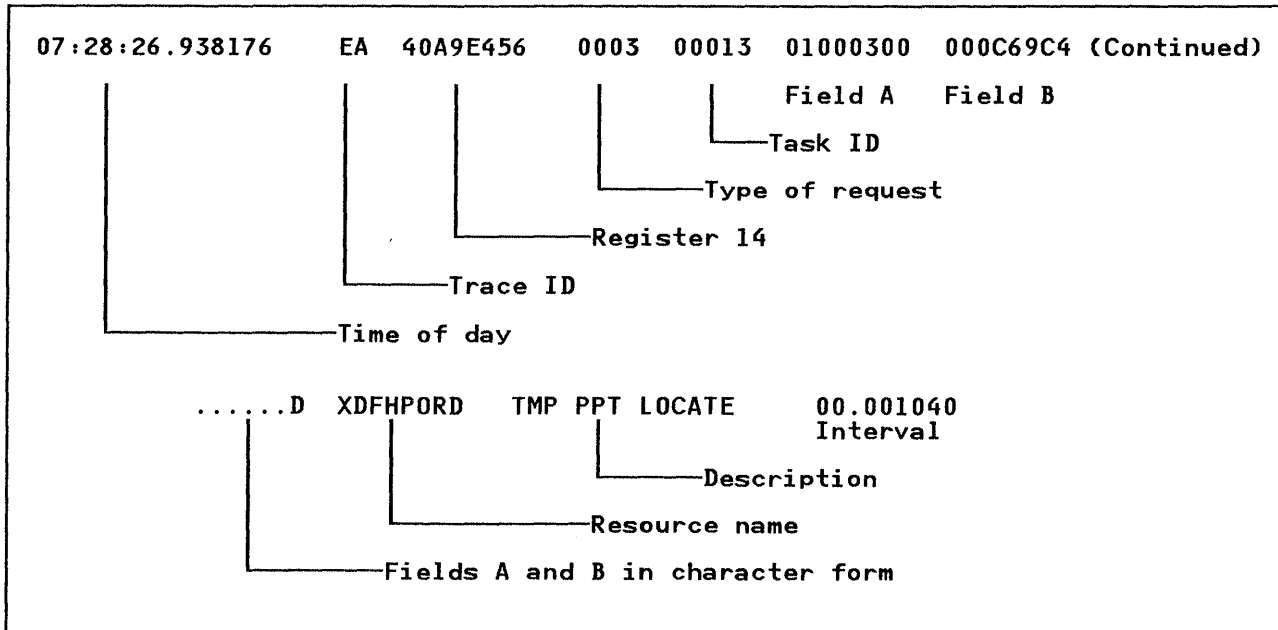 07:28:26.938176 EA 40A9E456 0003 00013 01000300 000C69C4 (Continued)
Field A Field B
Task ID
Type of request
Register 14
Trace ID
Time of day
......D XDFHPORD TMP PPT LOCATE 00.001040
Interval
Description
Resource name
Fields A and B in character form